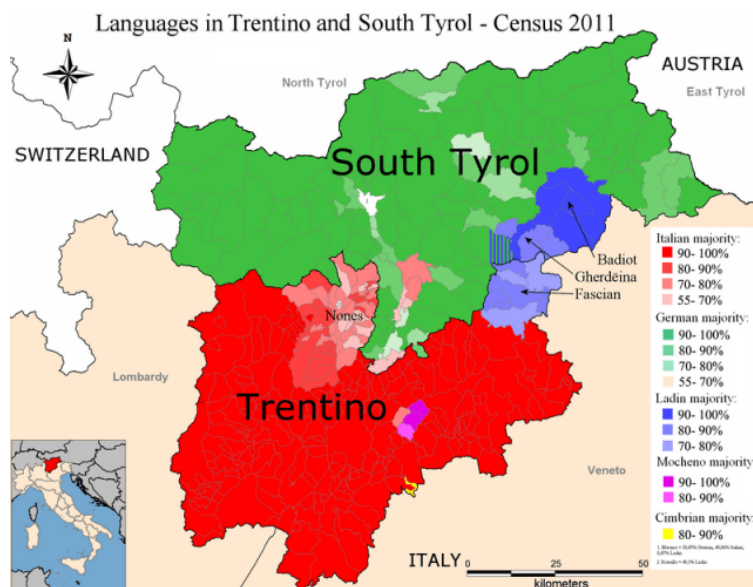 Languages in Trentino and South Tyrol - Census 2011
N
AUSTRIA
North Tyrol
East Tyrol
SWITZERLAND
South Tyrol
Badiot
Gherdëina
Fascian
Nones
Lombardy
Trentino
Veneto
ITALY
0 25 50
kilometers
Italian majority:
90- 100%
80- 90%
70- 80%
55- 70%
German majority:
90- 100%
80- 90%
70- 80%
55- 70%
Ladin majority:
90- 100%
80- 90%
70- 80%
Mocheno majority:
90- 100%
80- 90%
Cimbrian majority:
80- 90%